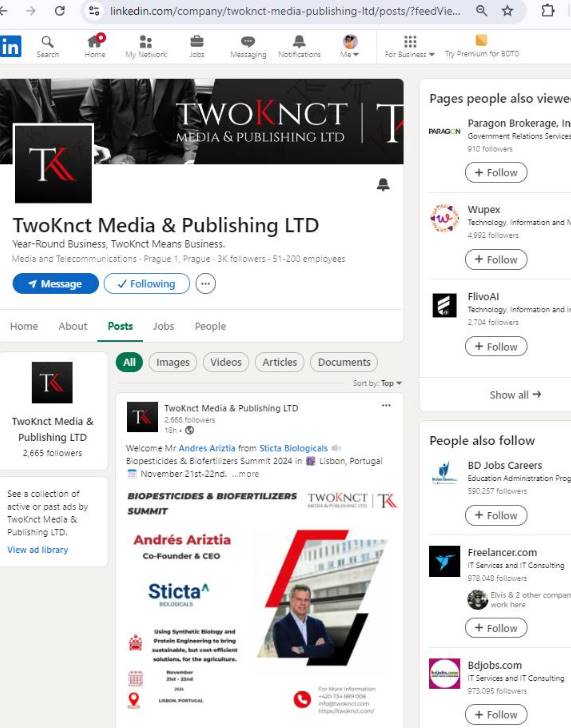 linkedin.com/company/twoknct-media-publishing-ltd/posts/?feedVie...
in
Search
Home
My Network
Jobs
Messaging
Notifications
Me
For Business
Try Premium for BDT0
TWOKNCT
MEDIA & PUBLISHING LTD
TK
TwoKnct Media & Publishing LTD
Year-Round Business, TwoKnct Means Business.
Media and Telecommunications · Prague 1, Prague · 3K followers · 51-200 employees
Message
Following
Home
About
Posts
Jobs
People
TwoKnct Media &
Publishing LTD
2,665 followers
See a collection of
active or past ads by
TwoKnct Media &
Publishing LTD.
View ad library
All
Images
Videos
Articles
Documents
Sort by: Top
TwoKnct Media & Publishing LTD
2,666 followers
18h •
Welcome Mr Andres Ariztía from Sticta Biologicals
Biopesticides & Biofertilizers Summit 2024 in Lisbon, Portugal
November 21st-22nd. ...more
BIOPESTICIDES & BIOFERTILIZERS
SUMMIT
TWOKNCT
MEDIA & PUBLISHING LTD
Andrés Ariztia
Co-Founder & CEO
Sticta
BIOLOGICALS
Using Synthetic Biology and
Protein Engineering to bring
sustainable, but cost-efficient
solutions, for the agriculture.
November
21st - 22nd
2024
LISBON, PORTUGAL
For More Information
+420 734 669 006
info@twoknct.com
https://twoknct.com/
Pages people also viewed
PARAGON
Paragon Brokerage, In
Government Relations Services
910 followers
+ Follow
Wupex
Technology, Information and M
4,992 followers
+ Follow
FlivoAI
Technology, Information and In
2,704 followers
+ Follow
Show all →
People also follow
BD Jobs Careers
Education Administration Prog
590,257 followers
+ Follow
Freelancer.com
IT Services and IT Consulting
978,048 followers
Elvis & 2 other compan
work here
+ Follow
Bdjobs.com
IT Services and IT Consulting
973,095 followers
+ Follow